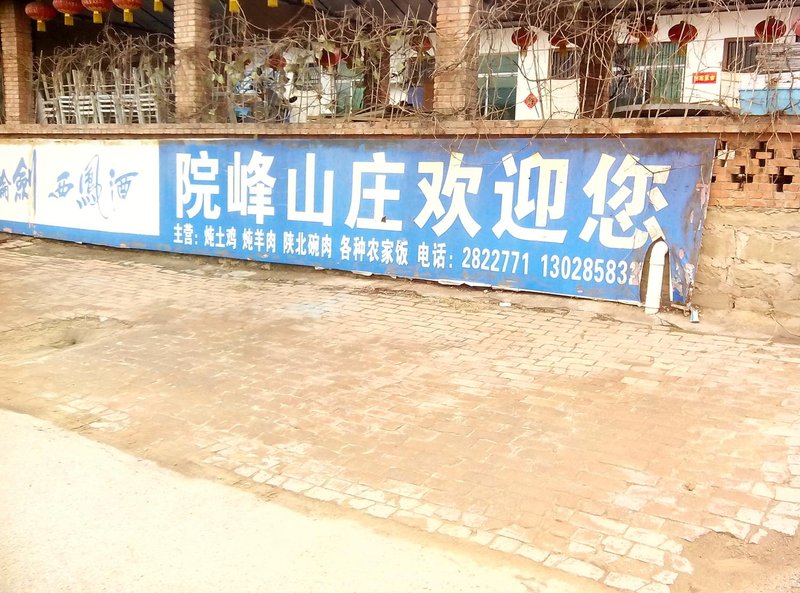 西鳳酒
院峰山庄欢迎您
主营：炖土鸡 炖羊肉 陕北碗肉 各种农家饭 电话：2822771 13028583